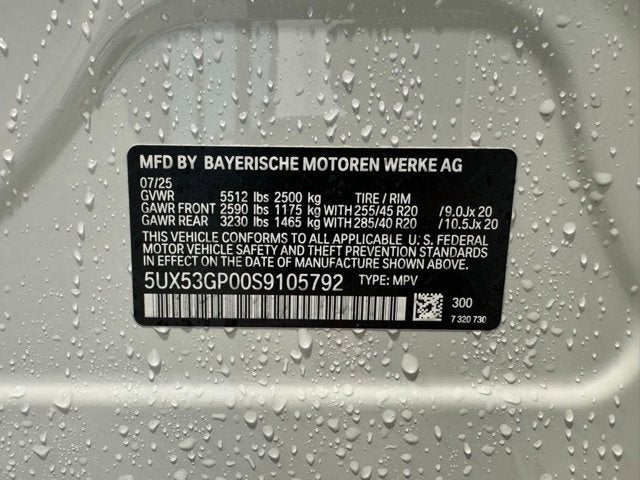 MFD BY BAYERISCHE MOTOREN WERKE AG
07/25
GVWR 5512 lbs 2500 kg TIRE / RIM
GAWR FRONT 2590 lbs 1175 kg WITH 255/45 R20 /9.0Jx 20
GAWR REAR 3230 lbs 1465 kg WITH 285/40 R20 /10.5Jx 20
THIS VEHICLE CONFORMS TO ALL APPLICABLE U. S. FEDERAL
MOTOR VEHICLE SAFETY, BUMPER,
AND THEFT PREVENTION STANDARDS
IN EFFECT ON THE DATE OF MANUFACTURE SHOWN ABOVE.
5UX53GP00S9105792 TYPE: MPV
300
7 320 730